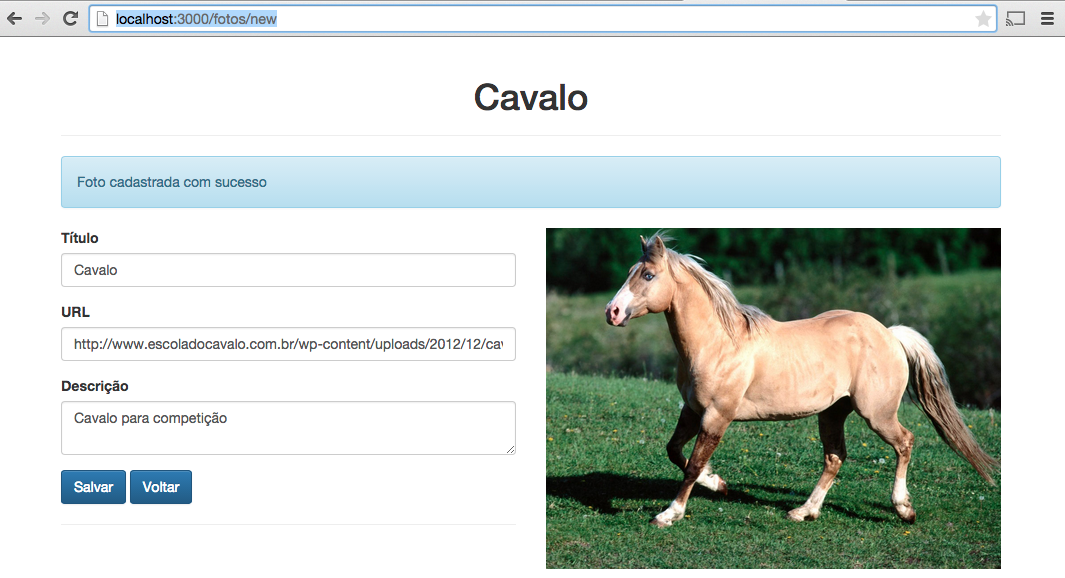 localhost:3000/fotos/new
Cavalo
Foto cadastrada com sucesso
Título
Cavalo
URL
http://www.escoladocavalo.com.br/wp-content/uploads/2012/12/cav
Descrição
Cavalo para competição
Salvar Voltar